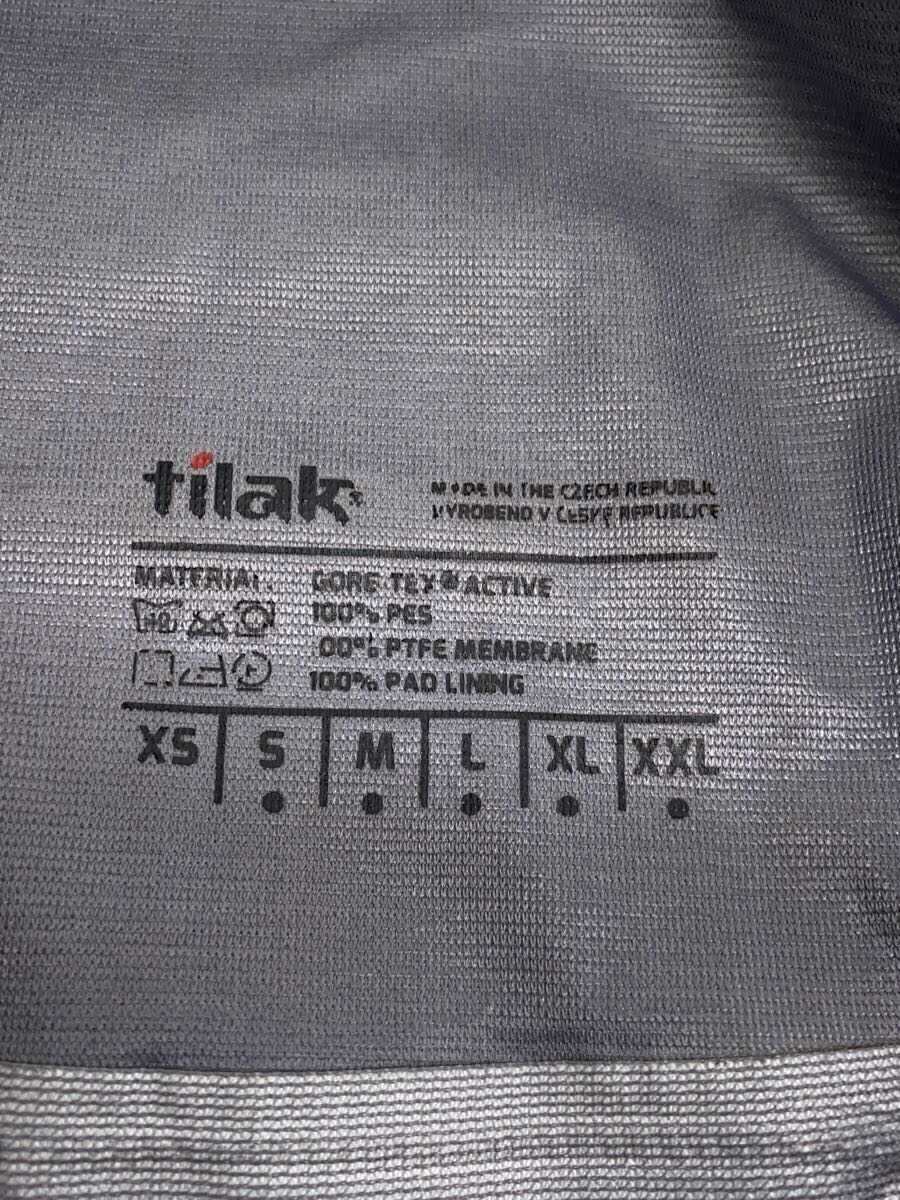 tilak®
MADE IN THE CZECH REPUBLIC
VYROBENO V ČESKÉ REPUBLICE
MATERIAL: GORE-TEX® ACTIVE
100% PES
100% PTFE MEMBRANE
100% PAD LINING
XS S M L XL XXL